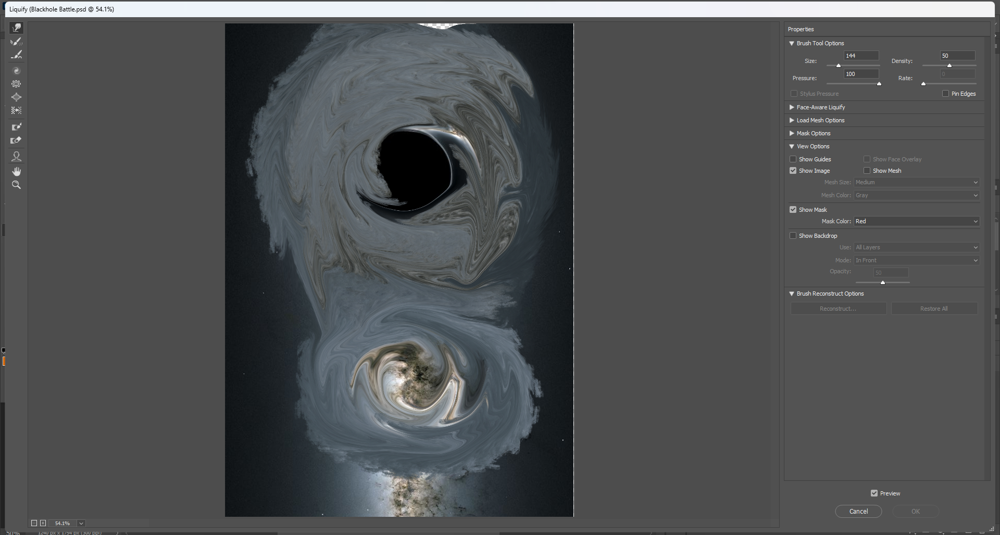 Liquify (Blackhole Battle.psd @ 54.1%)
Properties
Brush Tool Options
Size: 144 Density: 50
Pressure: 100 Rate: 0
Stylus Pressure Pin Edges
Face-Aware Liquify
Load Mesh Options
Mask Options
View Options
Show Guides Show Face Overlay
Show Image Show Mesh
Mesh Size: Medium
Mesh Color: Gray
Show Mask
Mask Color: Red
Show Backdrop
Use: All Layers
Mode: In Front
Opacity: 50
Brush Reconstruct Options
Reconstruct... Restore All
Preview
Cancel OK
54.1%
50% 1240 px x 1754 px (300 ppi)